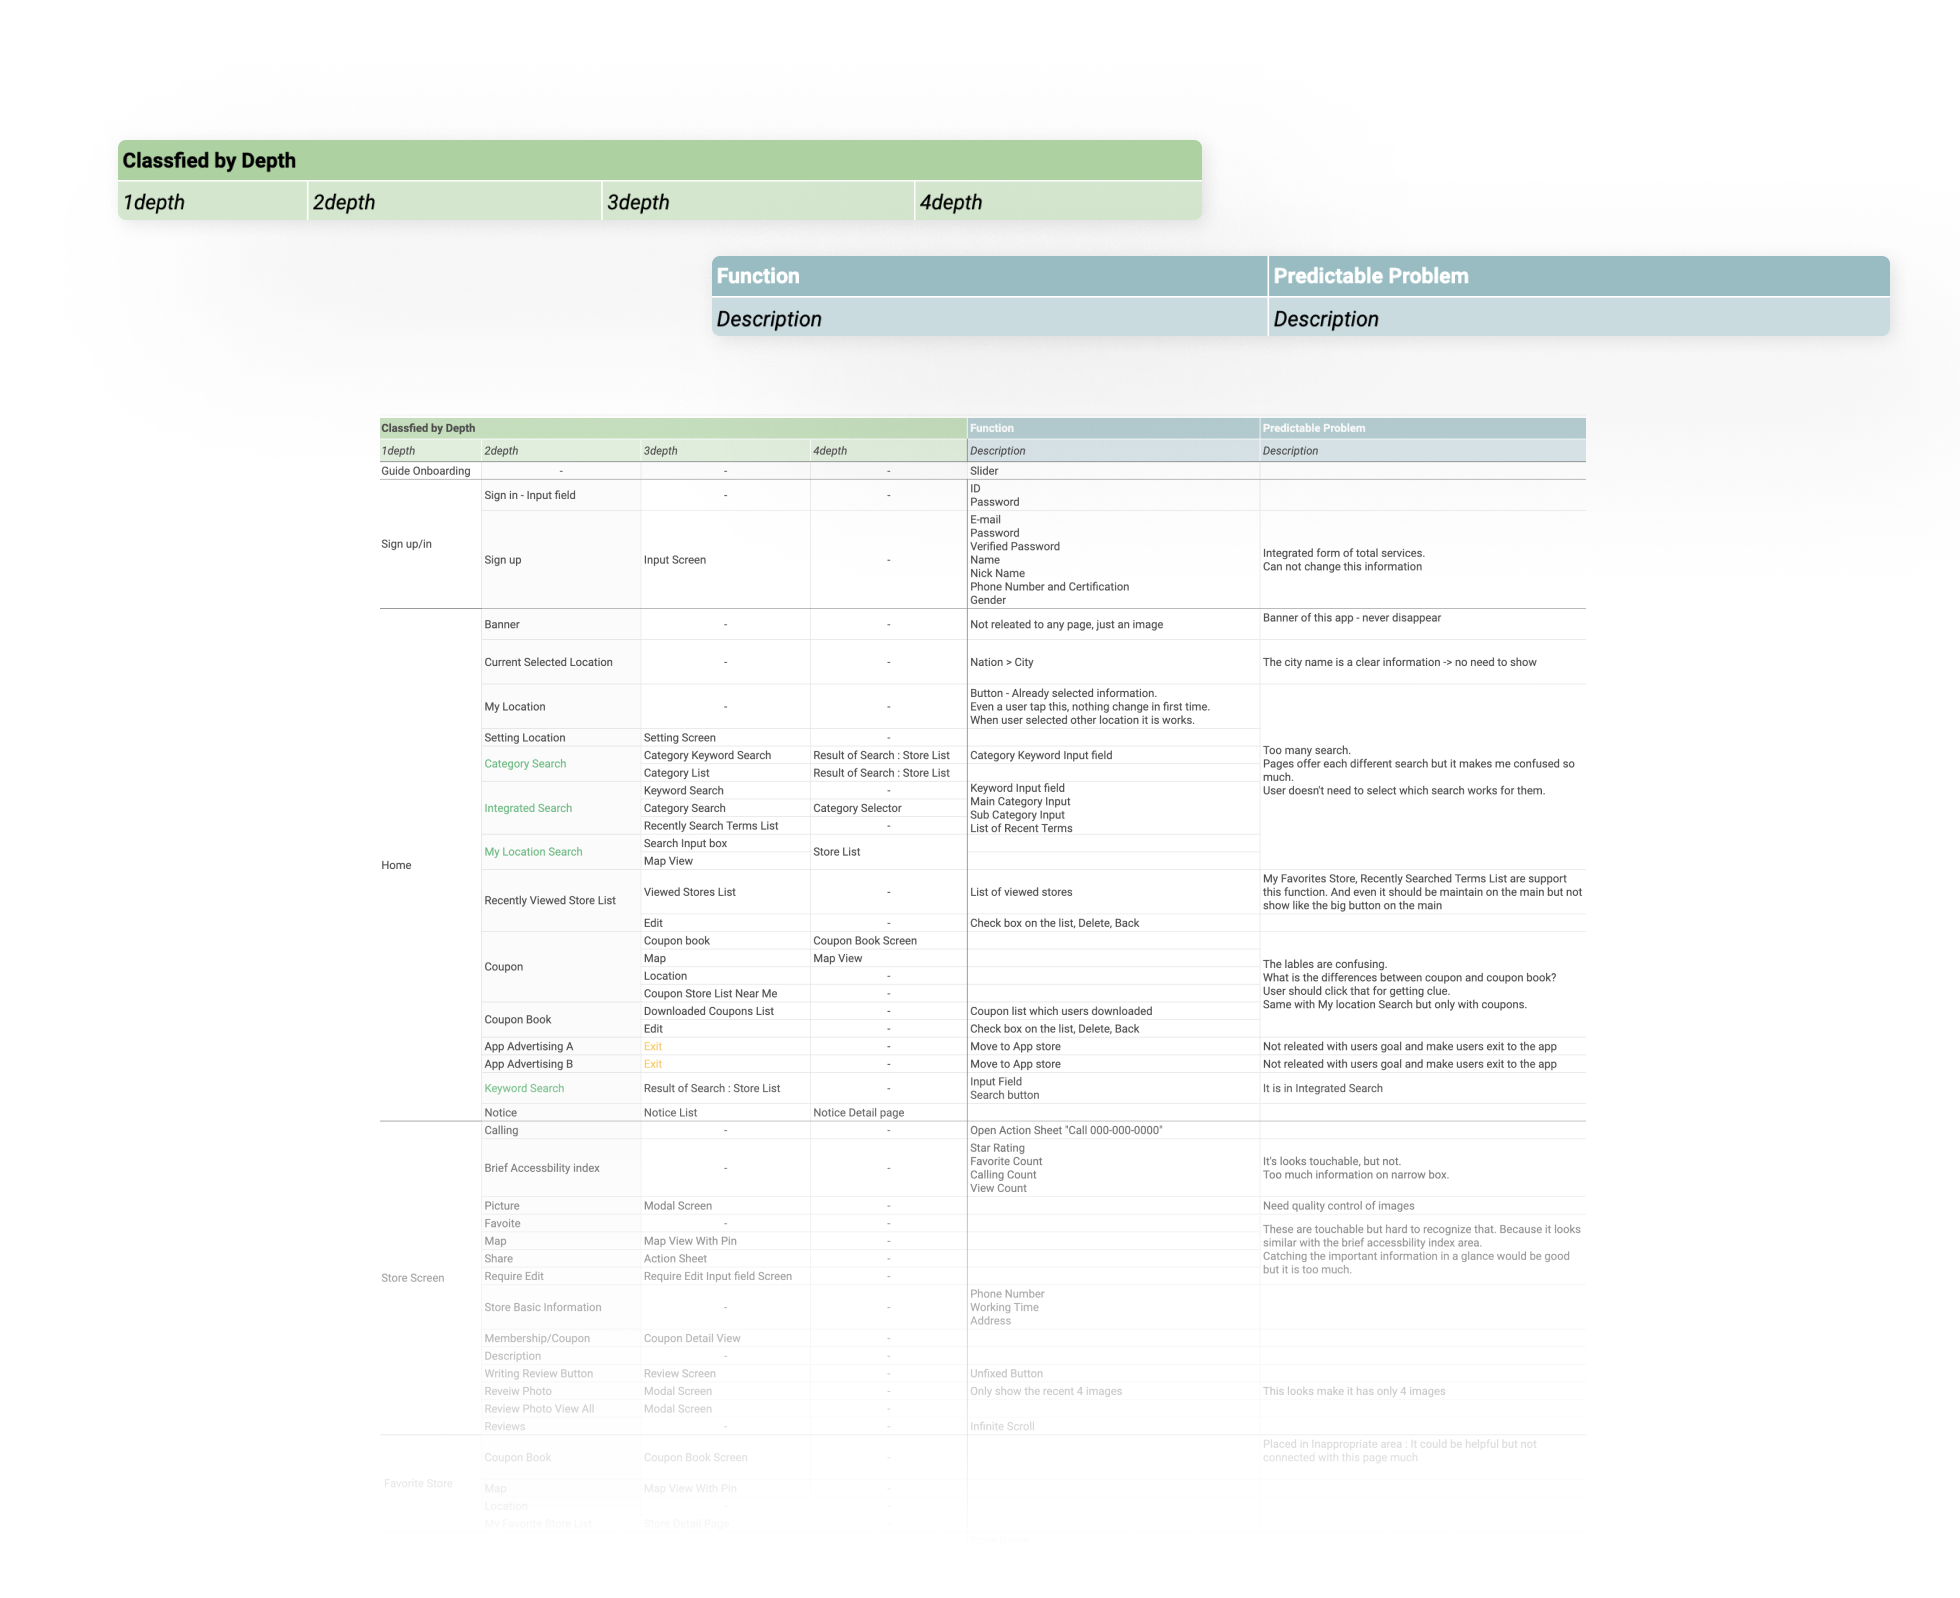 Classfied by Depth
1depth 2depth 3depth 4depth
Function Predictable Problem
Description Description
Classfied by Depth Function Predictable Problem
1depth 2depth 3depth 4depth Description Description
Guide Onboarding - - - Slider
Sign up/in
Sign in - Input field - - ID
Password
Sign up Input Screen -
E-mail
Password
Verified Password
Name
Nick Name
Phone Number and Certification
Gender
Integrated form of total services.
Can not change this information
Home
Banner - - Not releated to any page, just an image Banner of this app - never disappear
Current Selected Location - - Nation > City The city name is a clear information -> no need to show
My Location - -
Button - Already selected information.
Even a user tap this, nothing change in first time.
When user selected other location it is works.
Setting Location Setting Screen -
Category Search
Category Keyword Search Result of Search : Store List Category Keyword Input field
Category List Result of Search : Store List
Too many search.
Pages offer each different search but it makes me confused so
much.
User doesn't need to select which search works for them.
Integrated Search
Keyword Search -
Category Search Category Selector
Recently Search Terms List -
Keyword Input field
Main Category Input
Sub Category Input
List of Recent Terms
My Location Search
Search Input box
Map View
Store List
Recently Viewed Store List
Viewed Stores List - List of viewed stores
My Favorites Store, Recently Searched Terms List are support
this function. And even it should be maintain on the main but not
show like the big button on the main
Edit - Check box on the list, Delete, Back
Coupon
Coupon book Coupon Book Screen
Map Map View
Location -
Coupon Store List Near Me -
The lables are confusing.
What is the differences between coupon and coupon book?
User should click that for getting clue.
Same with My location Search but only with coupons.
Coupon Book
Downloaded Coupons List - Coupon list which users downloaded
Edit - Check box on the list, Delete, Back
App Advertising A Exit - Move to App store Not releated with users goal and make users exit to the app
App Advertising B Exit - Move to App store Not releated with users goal and make users exit to the app
Keyword Search Result of Search : Store List -
Input Field
Search button
It is in Integrated Search
Notice Notice List Notice Detail page
Store Screen
Calling - - Open Action Sheet "Call 000-000-0000"
Brief Accessbility index - -
Star Rating
Favorite Count
Calling Count
View Count
It's looks touchable, but not.
Too much information on narrow box.
Picture Modal Screen - Need quality control of images
Favoite - -
Map Map View With Pin -
Share Action Sheet -
Require Edit Require Edit Input field Screen -
These are touchable but hard to recognize that. Because it looks
similar with the brief accessbility index area.
Catching the important information in a glance would be good
but it is too much.
Store Basic Information - -
Phone Number
Working Time
Address
Membership/Coupon Coupon Detail View -
Description - -
Writing Review Button Review Screen - Unfixed Button
Reveiw Photo Modal Screen - Only show the recent 4 images This looks make it has only 4 images
Review Photo View All Modal Screen -
Reviews - - Infinite Scroll
Favorite Store
Coupon Book Coupon Book Screen -
Placed in Inappropriate area : It could be helpful but not
connected with this page much
Map Map View With Pin -
Location - -
My Favorite Store List Store Detail Page -